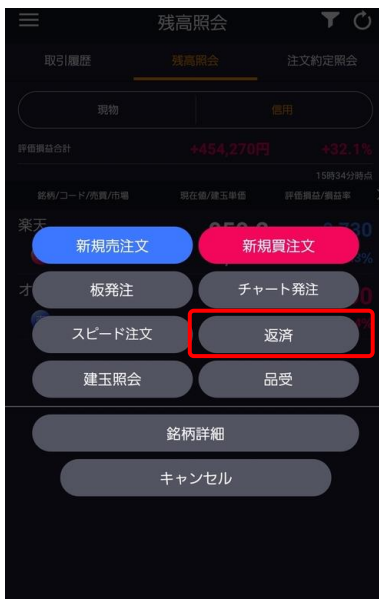 残高照会
取引履歴 残高照会 注文約定照会
現物 信用
評価損益合計 +454,270円 +32.1%
15時34分時点
銘柄/コード/売買/市場 現在値/建玉単価 評価損益/損益率
楽天
新規売注文 新規買注文
板発注 チャート発注
スピード注文 返済
建玉照会 品受
銘柄詳細
キャンセル